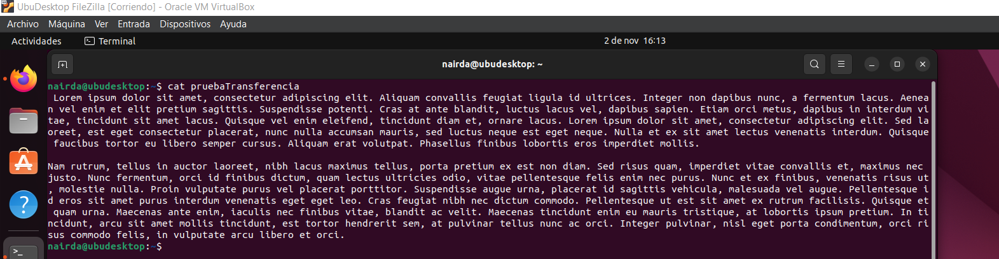 UbuDesktop FileZilla [Corriendo] - Oracle VM VirtualBox
Archivo Máquina Ver Entrada Dispositivos Ayuda
Actividades Terminal 2 de nov 16:13
nairda@ubudesktop: ~
nairda@ubudesktop:~$ cat pruebaTransferencia
Lorem ipsum dolor sit amet, consectetur adipiscing elit. Aliquam convallis feugiat ligula id ultrices. Integer non dapibus nunc, a fermentum lacus. Aenea
n vel enim et elit pretium sagittis. Suspendisse potenti. Cras at ante blandit, luctus lacus vel, dapibus sapien. Etiam orci metus, dapibus in interdum vi
tae, tincidunt sit amet lacus. Quisque vel enim eleifend, tincidunt diam et, ornare lacus. Lorem ipsum dolor sit amet, consectetur adipiscing elit. Sed la
oreet, est eget consectetur placerat, nunc nulla accumsan mauris, sed luctus neque est eget neque. Nulla et ex sit amet lectus venenatis interdum. Quisque
faucibus tortor eu libero semper cursus. Aliquam erat volutpat. Phasellus finibus lobortis eros imperdiet mollis.
Nam rutrum, tellus in auctor laoreet, nibh lacus maximus tellus, porta pretium ex est non diam. Sed risus quam, imperdiet vitae convallis et, maximus nec
justo. Nunc fermentum, orci id finibus dictum, quam lectus ultricies odio, vitae pellentesque felis enim nec purus. Nunc et ex finibus, venenatis risus ut
, molestie nulla. Proin vulputate purus vel placerat porttitor. Suspendisse augue urna, placerat id sagittis vehicula, malesuada vel augue. Pellentesque i
d eros sit amet purus interdum venenatis eget eget leo. Cras feugiat nibh nec dictum commodo. Pellentesque ut est sit amet ex rutrum facilisis. Quisque et
quam urna. Maecenas ante enim, iaculis nec finibus vitae, blandit ac velit. Maecenas tincidunt enim eu mauris tristique, at lobortis ipsum pretium. In ti
ncidunt, arcu sit amet mollis tincidunt, est tortor hendrerit sem, at pulvinar tellus nunc ac orci. Integer pulvinar, nisl eget porta condimentum, orci ri
sus commodo felis, in vulputate arcu libero et orci.
nairda@ubudesktop:~$